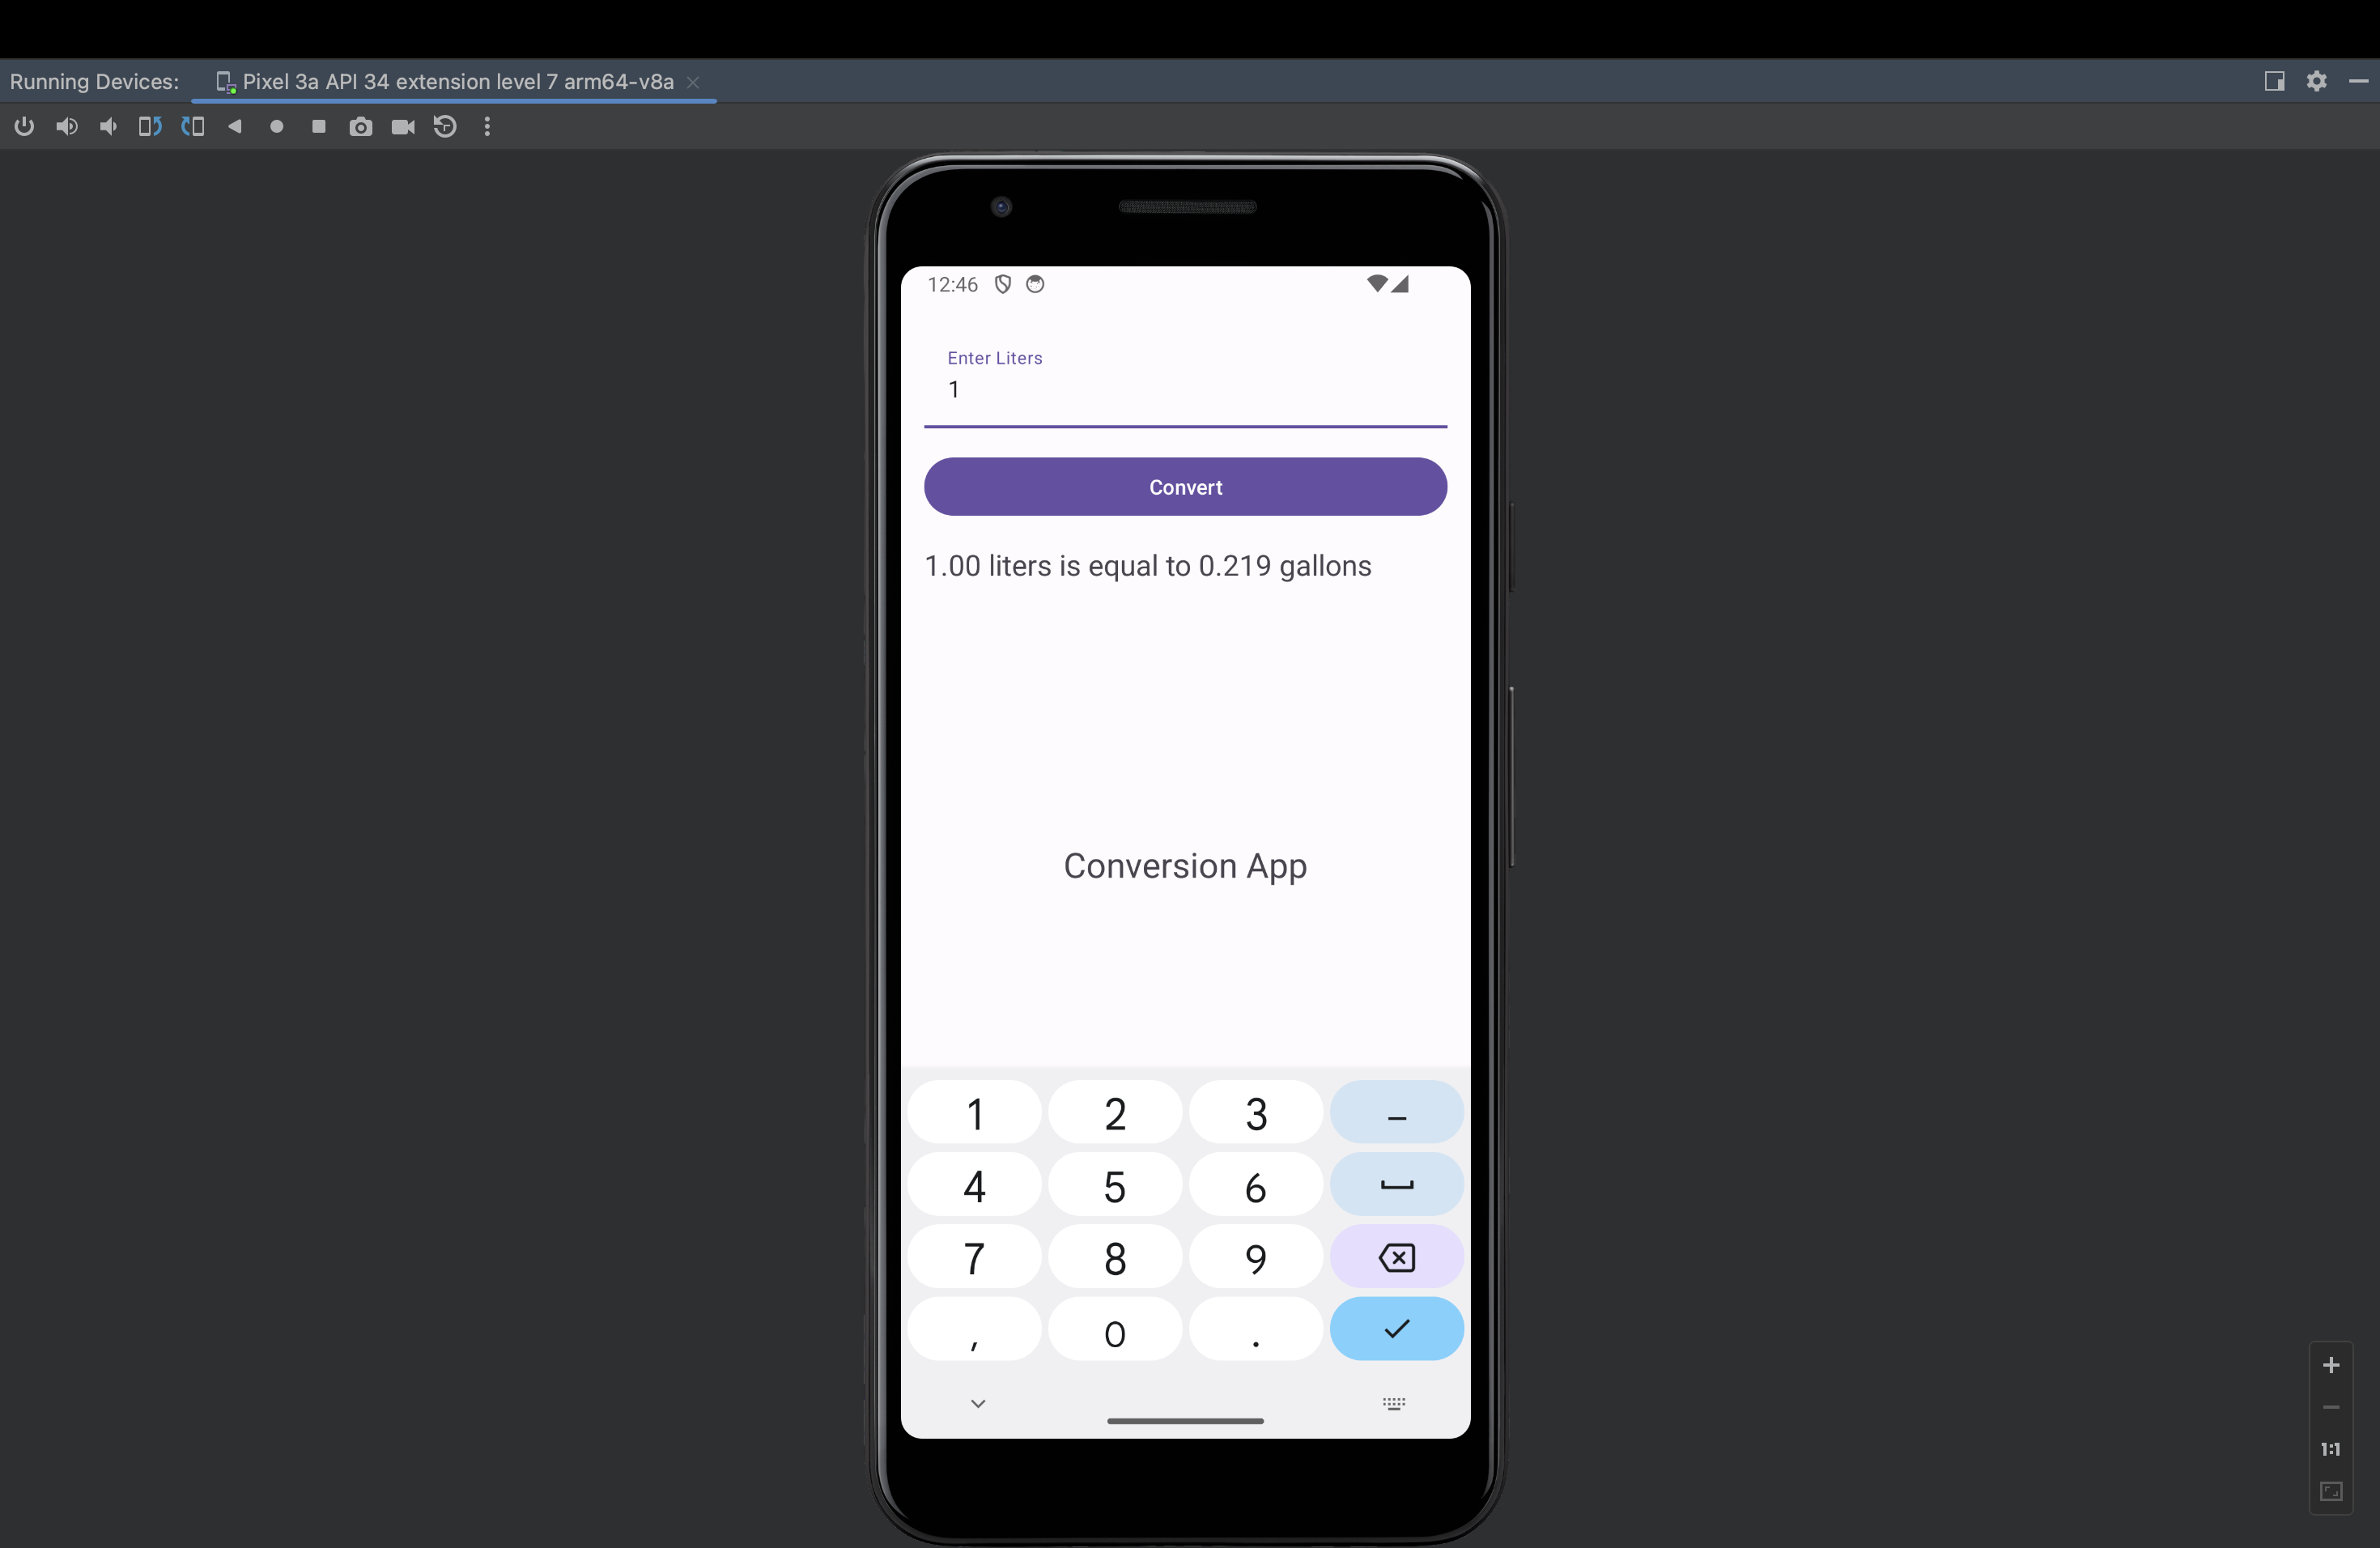 Running Devices:
Pixel 3a API 34 extension level 7 arm64-v8a
12:46
Enter Liters
1
Convert
1.00 liters is equal to 0.219 gallons
Conversion App
1 2 3 –
4 5 6
7 8 9
, 0 .
1:1